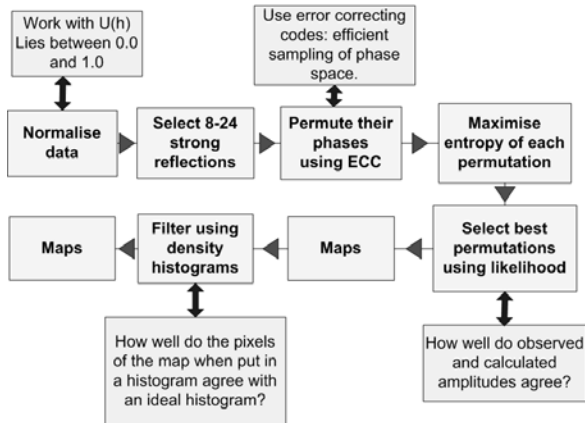 Work with U(h)
Lies between 0.0
and 1.0
Use error correcting
codes: efficient
sampling of phase
space.
Normalise
data
Select 8-24
strong
reflections
Permute their
phases
using ECC
Maximise
entropy of each
permutation
Maps
Filter using
density
histograms
Maps
Select best
permutations
using likelihood
How well do the pixels
of the map when put in
a histogram agree with
an ideal histogram?
How well do observed
and calculated
amplitudes agree?